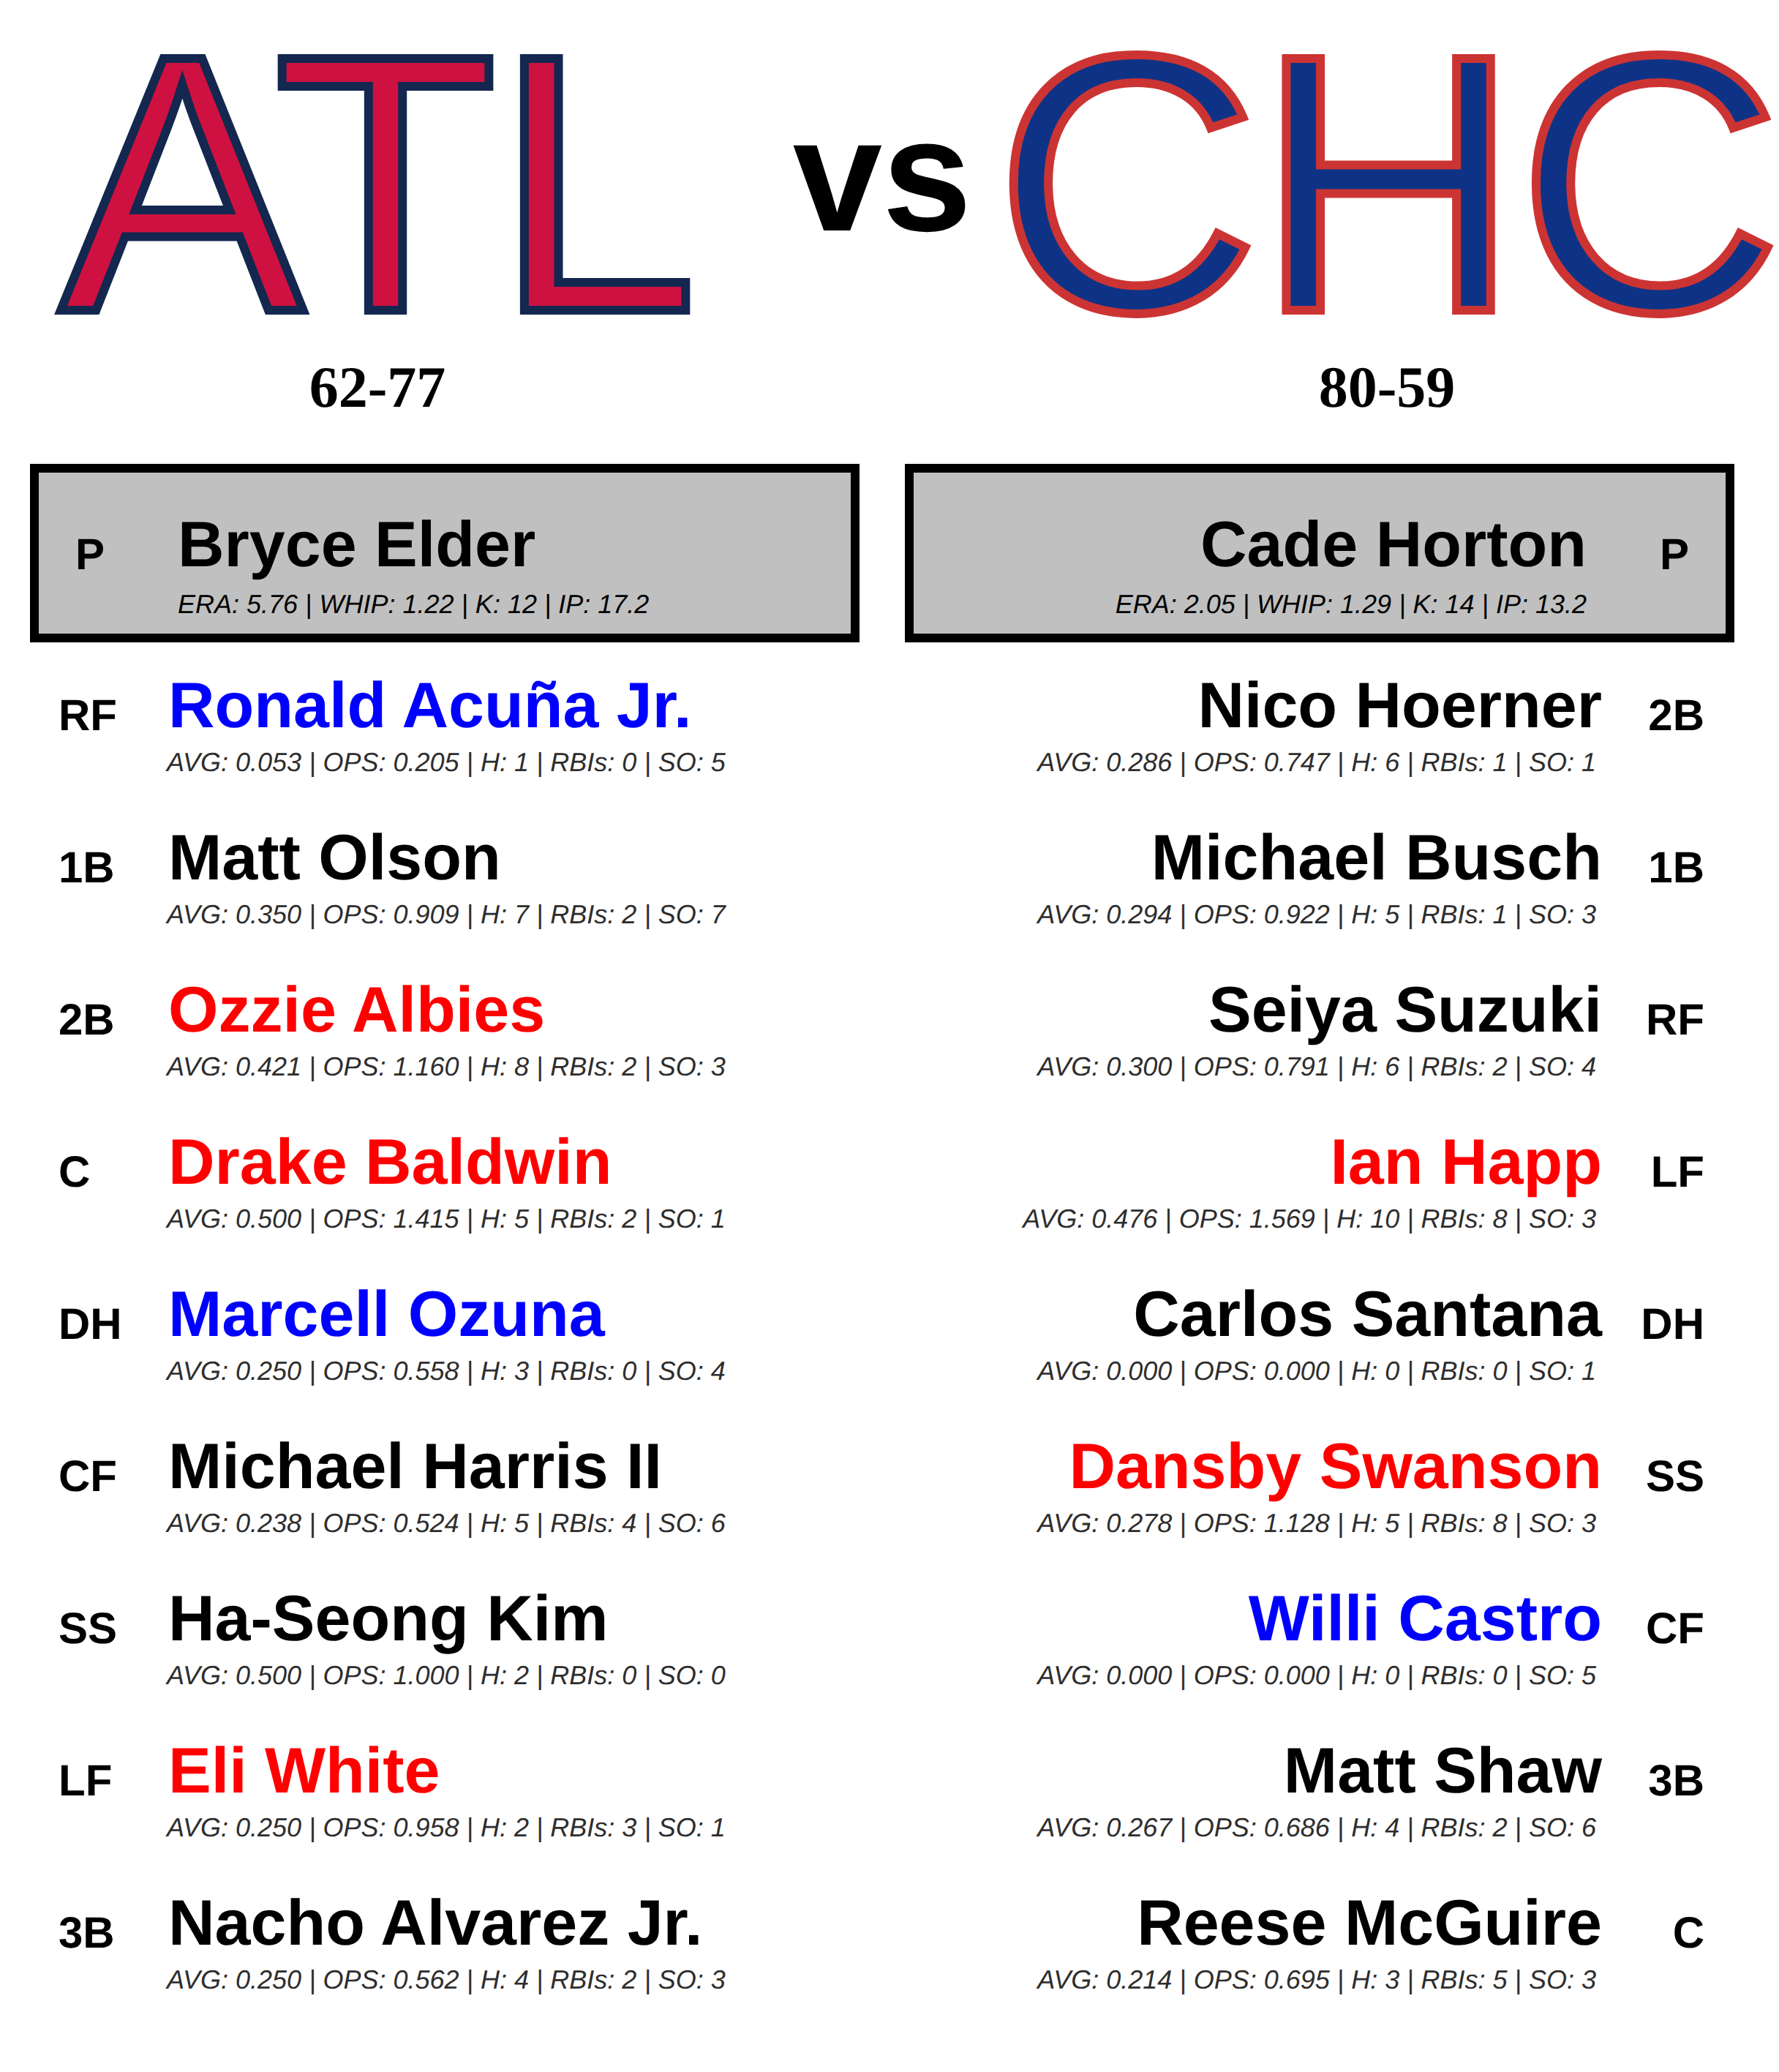 ATL vs CHC
62-77 80-59
P Bryce Elder
ERA: 5.76 | WHIP: 1.22 | K: 12 | IP: 17.2
Cade Horton P
ERA: 2.05 | WHIP: 1.29 | K: 14 | IP: 13.2
RF Ronald Acuña Jr.
AVG: 0.053 | OPS: 0.205 | H: 1 | RBIs: 0 | SO: 5
1B Matt Olson
AVG: 0.350 | OPS: 0.909 | H: 7 | RBIs: 2 | SO: 7
2B Ozzie Albies
AVG: 0.421 | OPS: 1.160 | H: 8 | RBIs: 2 | SO: 3
C Drake Baldwin
AVG: 0.500 | OPS: 1.415 | H: 5 | RBIs: 2 | SO: 1
DH Marcell Ozuna
AVG: 0.250 | OPS: 0.558 | H: 3 | RBIs: 0 | SO: 4
CF Michael Harris II
AVG: 0.238 | OPS: 0.524 | H: 5 | RBIs: 4 | SO: 6
SS Ha-Seong Kim
AVG: 0.500 | OPS: 1.000 | H: 2 | RBIs: 0 | SO: 0
LF Eli White
AVG: 0.250 | OPS: 0.958 | H: 2 | RBIs: 3 | SO: 1
3B Nacho Alvarez Jr.
AVG: 0.250 | OPS: 0.562 | H: 4 | RBIs: 2 | SO: 3
Nico Hoerner 2B
AVG: 0.286 | OPS: 0.747 | H: 6 | RBIs: 1 | SO: 1
Michael Busch 1B
AVG: 0.294 | OPS: 0.922 | H: 5 | RBIs: 1 | SO: 3
Seiya Suzuki RF
AVG: 0.300 | OPS: 0.791 | H: 6 | RBIs: 2 | SO: 4
Ian Happ LF
AVG: 0.476 | OPS: 1.569 | H: 10 | RBIs: 8 | SO: 3
Carlos Santana DH
AVG: 0.000 | OPS: 0.000 | H: 0 | RBIs: 0 | SO: 1
Dansby Swanson SS
AVG: 0.278 | OPS: 1.128 | H: 5 | RBIs: 8 | SO: 3
Willi Castro CF
AVG: 0.000 | OPS: 0.000 | H: 0 | RBIs: 0 | SO: 5
Matt Shaw 3B
AVG: 0.267 | OPS: 0.686 | H: 4 | RBIs: 2 | SO: 6
Reese McGuire C
AVG: 0.214 | OPS: 0.695 | H: 3 | RBIs: 5 | SO: 3